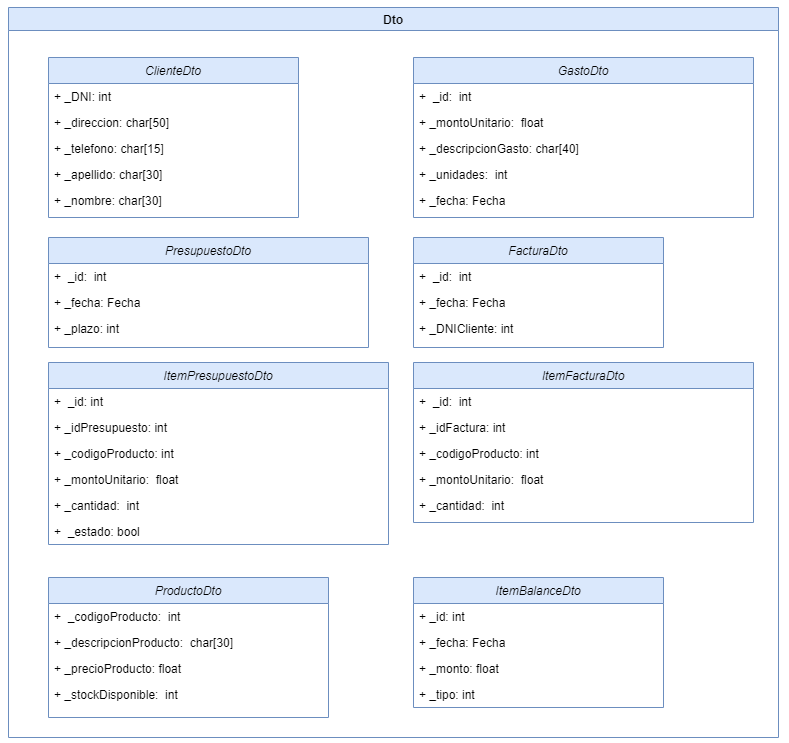 Dto
ClienteDto
+ _DNI: int
+ _direccion: char[50]
+ _telefono: char[15]
+ _apellido: char[30]
+ _nombre: char[30]
GastoDto
+ _id: int
+ _montoUnitario: float
+ _descripcionGasto: char[40]
+ _unidades: int
+ _fecha: Fecha
PresupuestoDto
+ _id: int
+ _fecha: Fecha
+ _plazo: int
FacturaDto
+ _id: int
+ _fecha: Fecha
+ _DNICliente: int
ItemPresupuestoDto
+ _id: int
+ _idPresupuesto: int
+ _codigoProducto: int
+ _montoUnitario: float
+ _cantidad: int
+ _estado: bool
ItemFacturaDto
+ _id: int
+ _idFactura: int
+ _codigoProducto: int
+ _montoUnitario: float
+ _cantidad: int
ProductoDto
+ _codigoProducto: int
+ _descripcionProducto: char[30]
+ _precioProducto: float
+ _stockDisponible: int
ItemBalanceDto
+ _id: int
+ _fecha: Fecha
+ _monto: float
+ _tipo: int